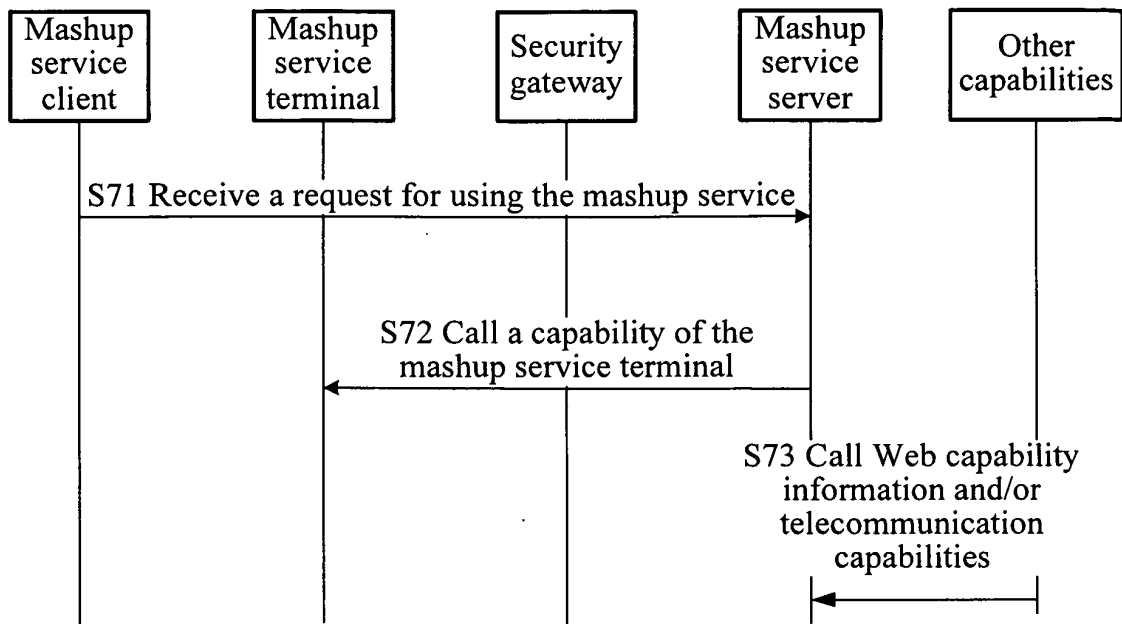 Mashup
service
client
Mashup
service
terminal
Security
gateway
Mashup
service
server
Other
capabilities
S71 Receive a request for using the mashup service
S72 Call a capability of the
mashup service terminal
S73 Call Web capability
information and/or
telecommunication
capabilities